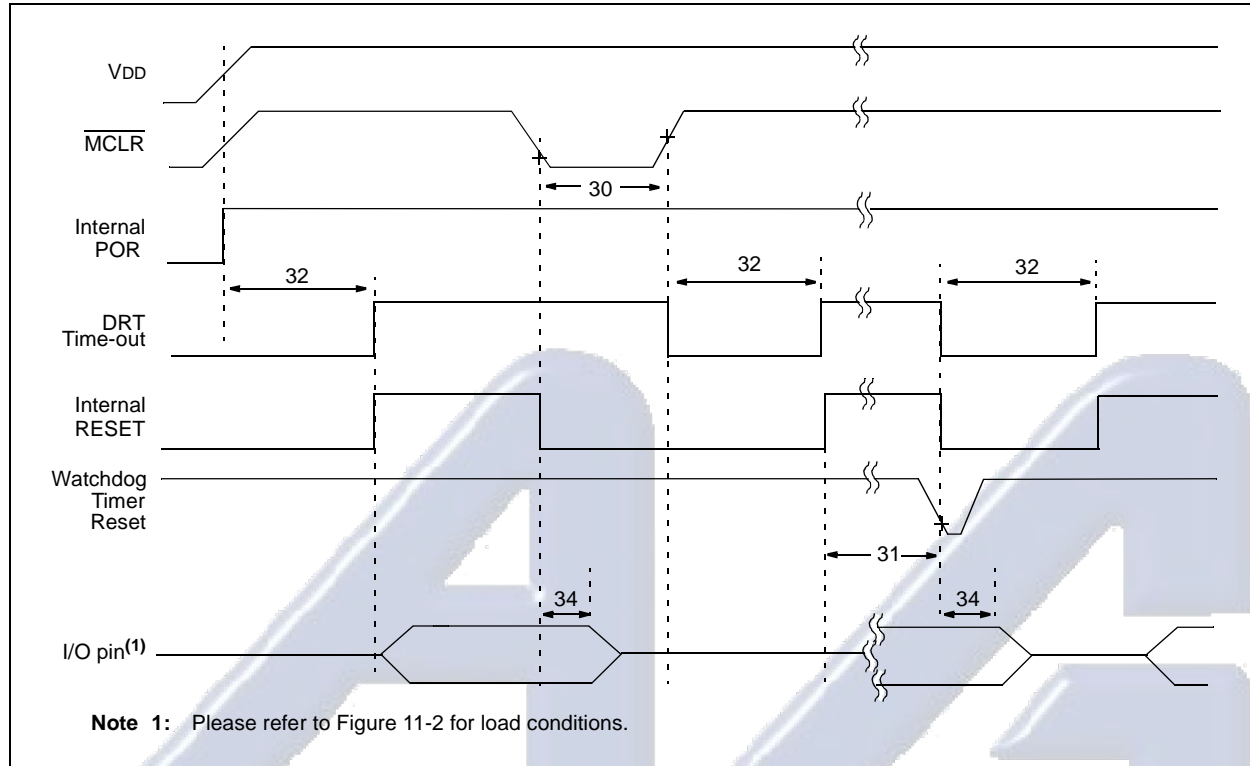 VDD
MCLR
30
Internal
POR
32
32
32
DRT
Time-out
Internal
RESET
Watchdog
Timer
Reset
31
34
34
I/O pin(1)
Note 1: Please refer to Figure 11-2 for load conditions.